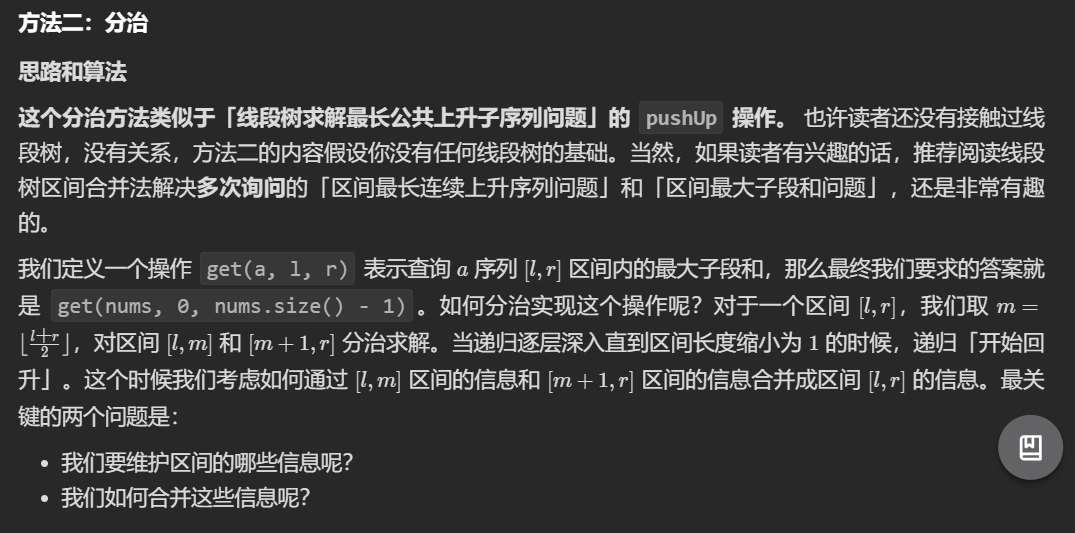 方法二：分治
思路和算法
这个分治方法类似于「线段树求解最长公共上升子序列问题」的 pushUp 操作。 也许读者还没有接触过线
段树，没有关系，方法二的内容假设你没有任何线段树的基础。当然，如果读者有兴趣的话，推荐阅读线段
树区间合并法解决多次询问的「区间最长连续上升序列问题」和「区间最大子段和问题」，还是非常有趣
的。
我们定义一个操作 get(a, l, r) 表示查询 a 序列 [l, r] 区间内的最大子段和，那么最终我们要求的答案就
是 get(nums, 0, nums.size() - 1) 。如何分治实现这个操作呢？对于一个区间 [l, r]，我们取 m =
⌊(l+r)/2⌋，对区间 [l, m] 和 [m + 1, r] 分治求解。当递归逐层深入直到区间长度缩小为 1 的时候，递归「开始回
升」。这个时候我们考虑如何通过 [l, m] 区间的信息和 [m + 1, r] 区间的信息合并成区间 [l, r] 的信息。最关
键的两个问题是：
• 我们要维护区间的哪些信息呢？
• 我们如何合并这些信息呢？